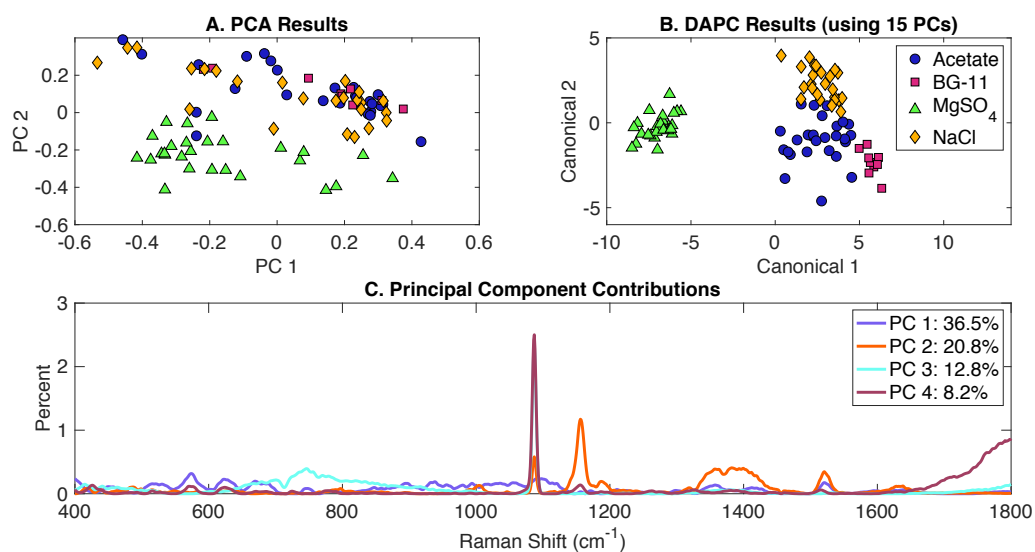 A. PCA Results
PC 2
0.2
0
-0.2
-0.4
-0.6
-0.6
-0.4
-0.2
0
0.2
0.4
0.6
PC 1
B. DAPC Results (using 15 PCs)
Canonical 2
5
0
-5
-10
-5
0
5
10
Canonical 1
Acetate
BG-11
MgSO4
NaCl
C. Principal Component Contributions
Percent
3
2
1
0
400
600
800
1000
1200
1400
1600
1800
Raman Shift (cm-1)
PC 1: 36.5%
PC 2: 20.8%
PC 3: 12.8%
PC 4: 8.2%